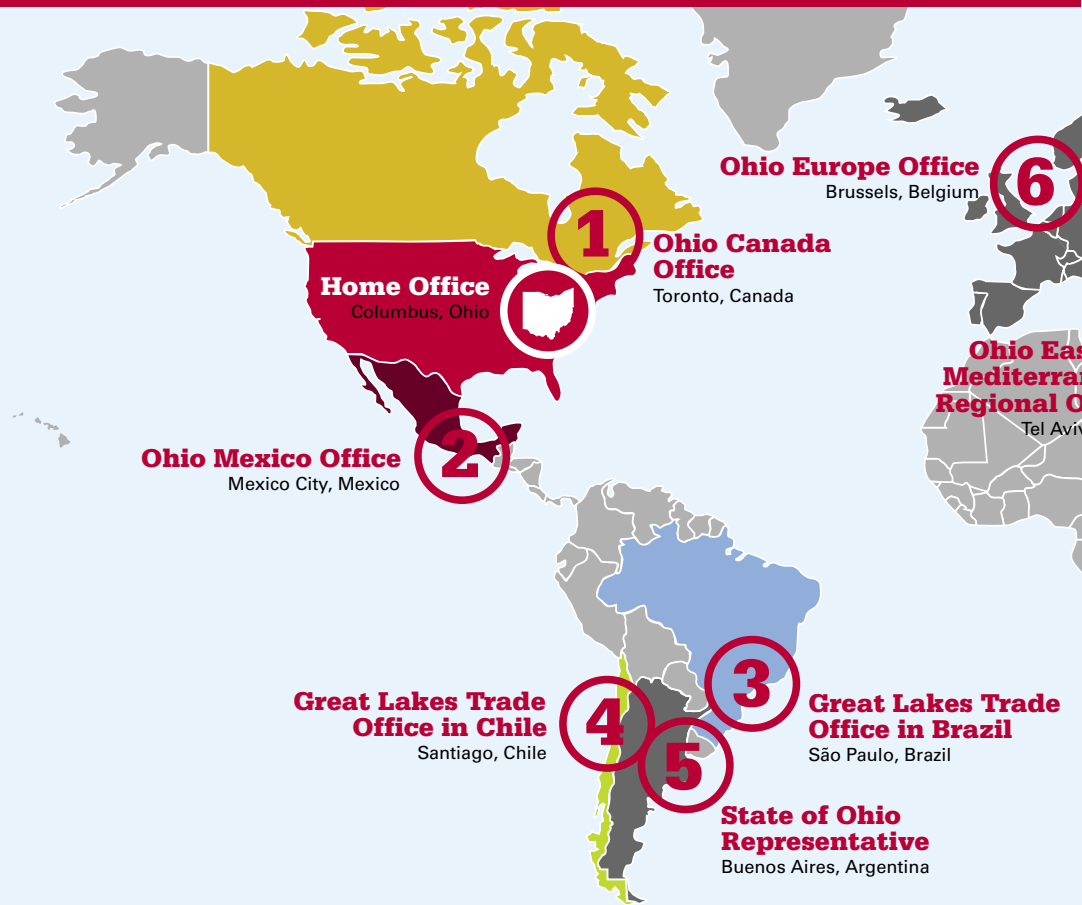 Ohio Europe Office
Brussels, Belgium
6
1
Ohio Canada
Office
Toronto, Canada
Home Office
Columbus, Ohio
2
Ohio Mexico Office
Mexico City, Mexico
Ohio
Regional
Tel Aviv
3
Great Lakes Trade
Office in Brazil
São Paulo, Brazil
4
Great Lakes Trade
Office in Chile
Santiago, Chile
5
State of Ohio
Representative
Buenos Aires, Argentina